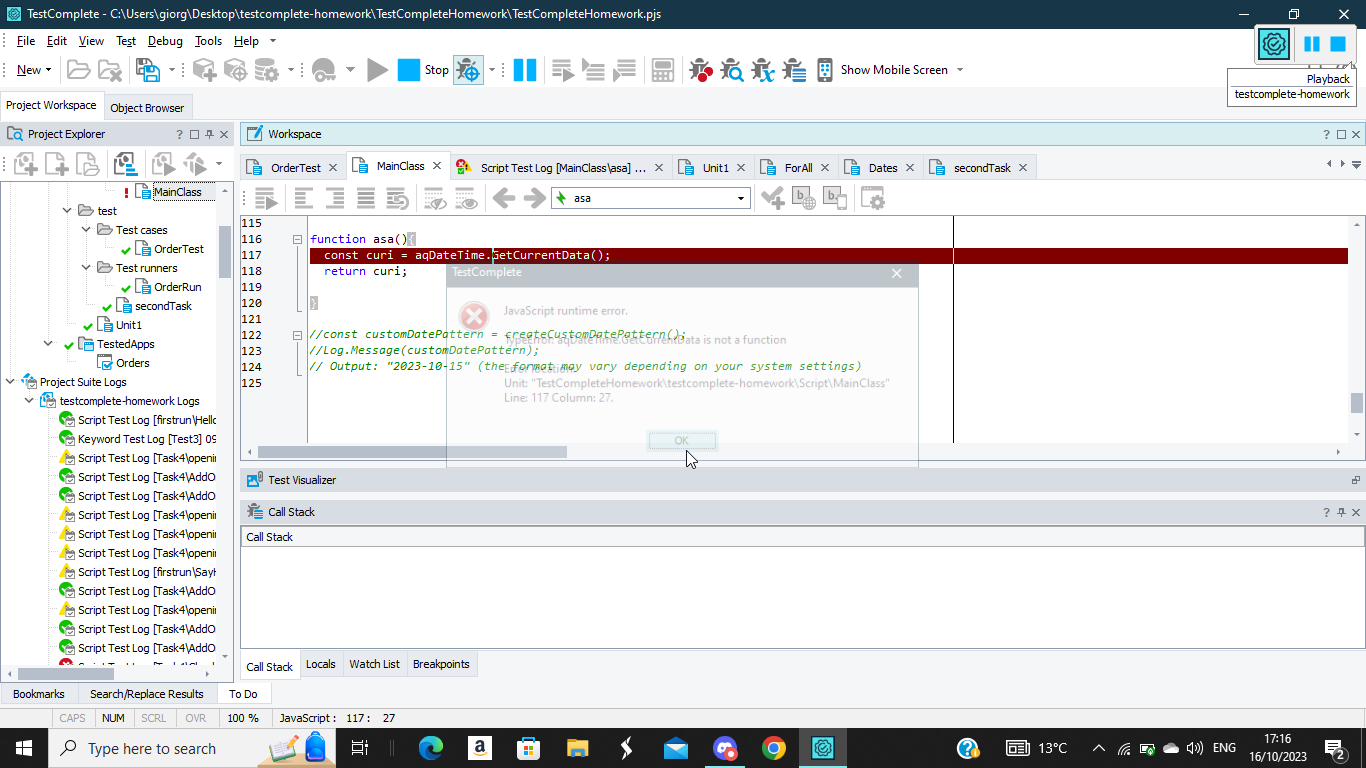 TestComplete - C:\Users\giorg\Desktop\testcomplete-homework\TestCompleteHomework\TestCompleteHomework.pjs
File Edit View Test Debug Tools Help
New Stop Show Mobile Screen
Playback
testcomplete-homework
Project Workspace Object Browser
Project Explorer ?
Workspace ?
OrderTest MainClass Script Test Log [MainClass\asa] ... Unit1 ForAll Dates secondTask
asa
MainClass
test
Test cases
OrderTest
Test runners
OrderRun
secondTask
Unit1
TestedApps
Orders
Project Suite Logs
testcomplete-homework Logs
Script Test Log [firstrun\Hello
Keyword Test Log [Test3] 09
Script Test Log [Task4\openin
Script Test Log [Task4\AddO
Script Test Log [Task4\AddO
Script Test Log [Task4\openin
Script Test Log [Task4\openin
Script Test Log [Task4\openin
Script Test Log [firstrun\SayH
Script Test Log [Task4\AddO
Script Test Log [Task4\openin
Script Test Log [Task4\AddO
Script Test Log [Task4\AddO
115
116 function asa(){
117 const curi = aqDateTime.GetCurrentData();
118 return curi;
119
120 }
121
122 //const customDatePattern = createCustomDatePattern();
123 //Log.Message(customDatePattern);
124 // Output: "2023-10-15" (the format may vary depending on your system settings)
125
TestComplete
JavaScript runtime error.
TypeError: aqDateTime.GetCurrentData is not a function
Error location:
Unit: "TestCompleteHomework\testcomplete-homework\Script\MainClass"
Line: 117 Column: 27.
OK
Test Visualizer
Call Stack ?
Call Stack
Call Stack Locals Watch List Breakpoints
Bookmarks Search/Replace Results To Do
CAPS NUM SCRL OVR 100 % JavaScript : 117 : 27
Type here to search
13°C
ENG
17:16
16/10/2023
2